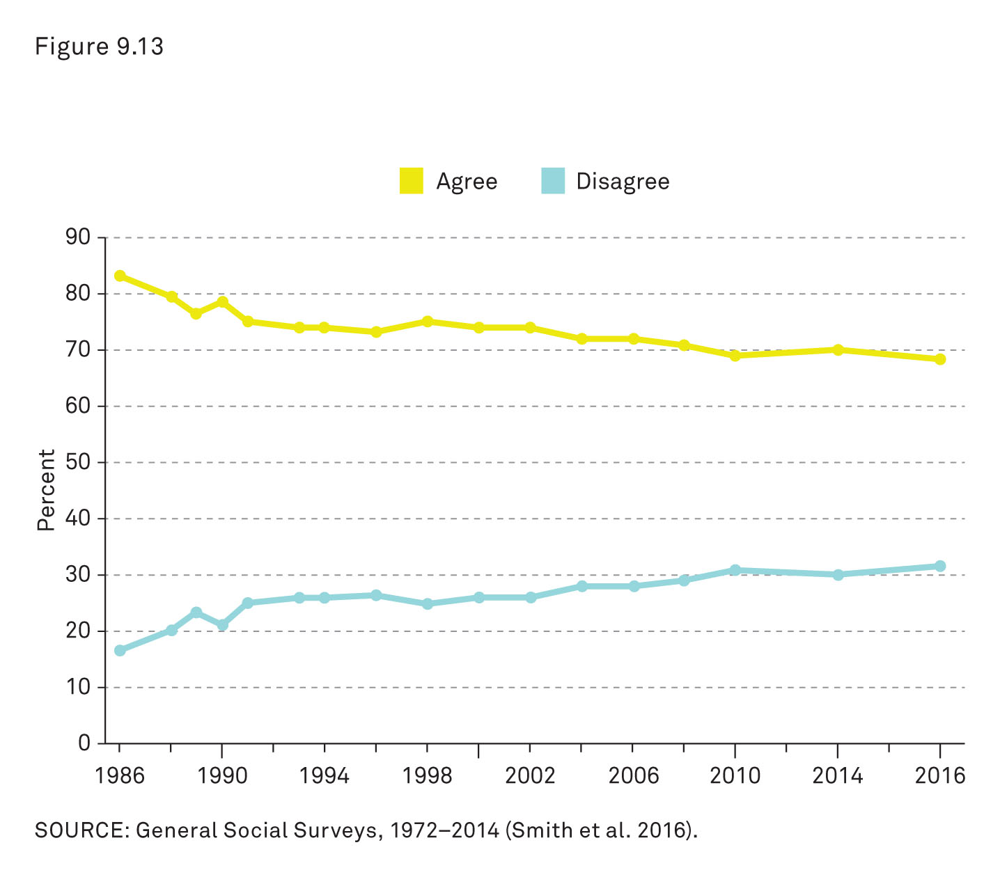 Figure 9.13
Agree Disagree
90
80
70
60
50
40
30
20
10
0
Percent
1986 1990 1994 1998 2002 2006 2010 2014 2016
SOURCE: General Social Surveys, 1972–2014 (Smith et al. 2016).